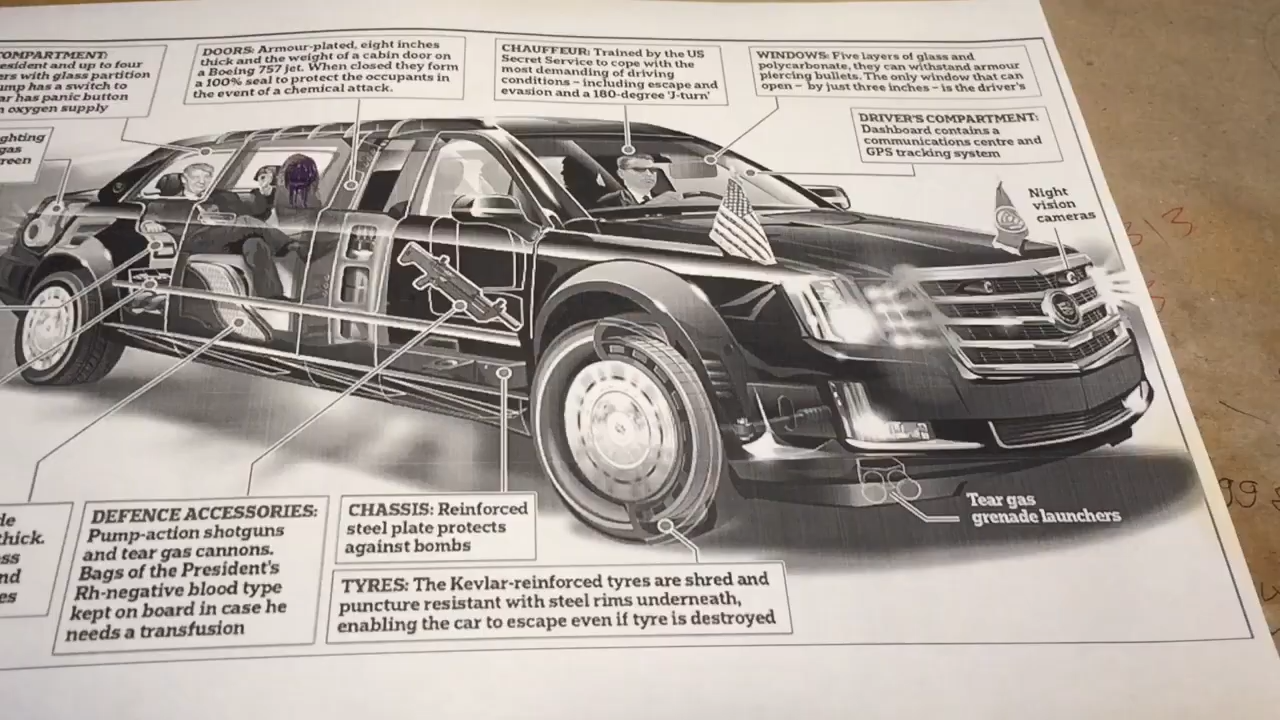 COMPARTMENT:
esident and up to four
ers with glass partition
ump has a switch to
ar has panic button
n oxygen supply
DOORS: Armour-plated, eight inches
thick and the weight of a cabin door on
a Boeing 757 jet. When closed they form
a 100% seal to protect the occupants in
the event of a chemical attack.
CHAUFFEUR: Trained by the US
Secret Service to cope with the
most demanding of driving
conditions – including escape and
evasion and a 180-degree 'J-turn'
WINDOWS: Five layers of glass and
polycarbonate, they can withstand armour
piercing bullets. The only window that can
open – by just three inches – is the driver's
DRIVER'S COMPARTMENT:
Dashboard contains a
communications centre and
GPS tracking system
ghting
gas
reen
Night
vision
cameras
313
Tear gas
grenade launchers
99
de
thick.
ss
nd
es
DEFENCE ACCESSORIES:
Pump-action shotguns
and tear gas cannons.
Bags of the President's
Rh-negative blood type
kept on board in case he
needs a transfusion
CHASSIS: Reinforced
steel plate protects
against bombs
TYRES: The Kevlar-reinforced tyres are shred and
puncture resistant with steel rims underneath,
enabling the car to escape even if tyre is destroyed